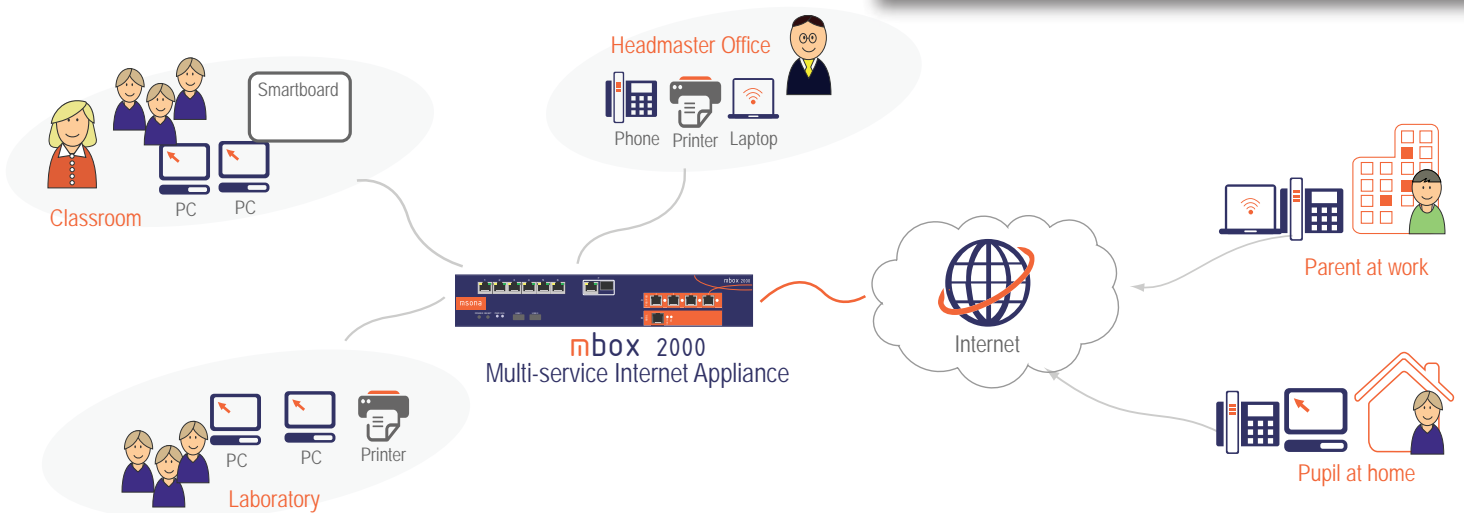 Headmaster Office
Phone
Printer
Laptop
Smartboard
PC
PC
Classroom
msona
mbox 2000
mbox 2000
Multi-service Internet Appliance
Internet
Parent at work
Pupil at home
PC
PC
Printer
Laboratory